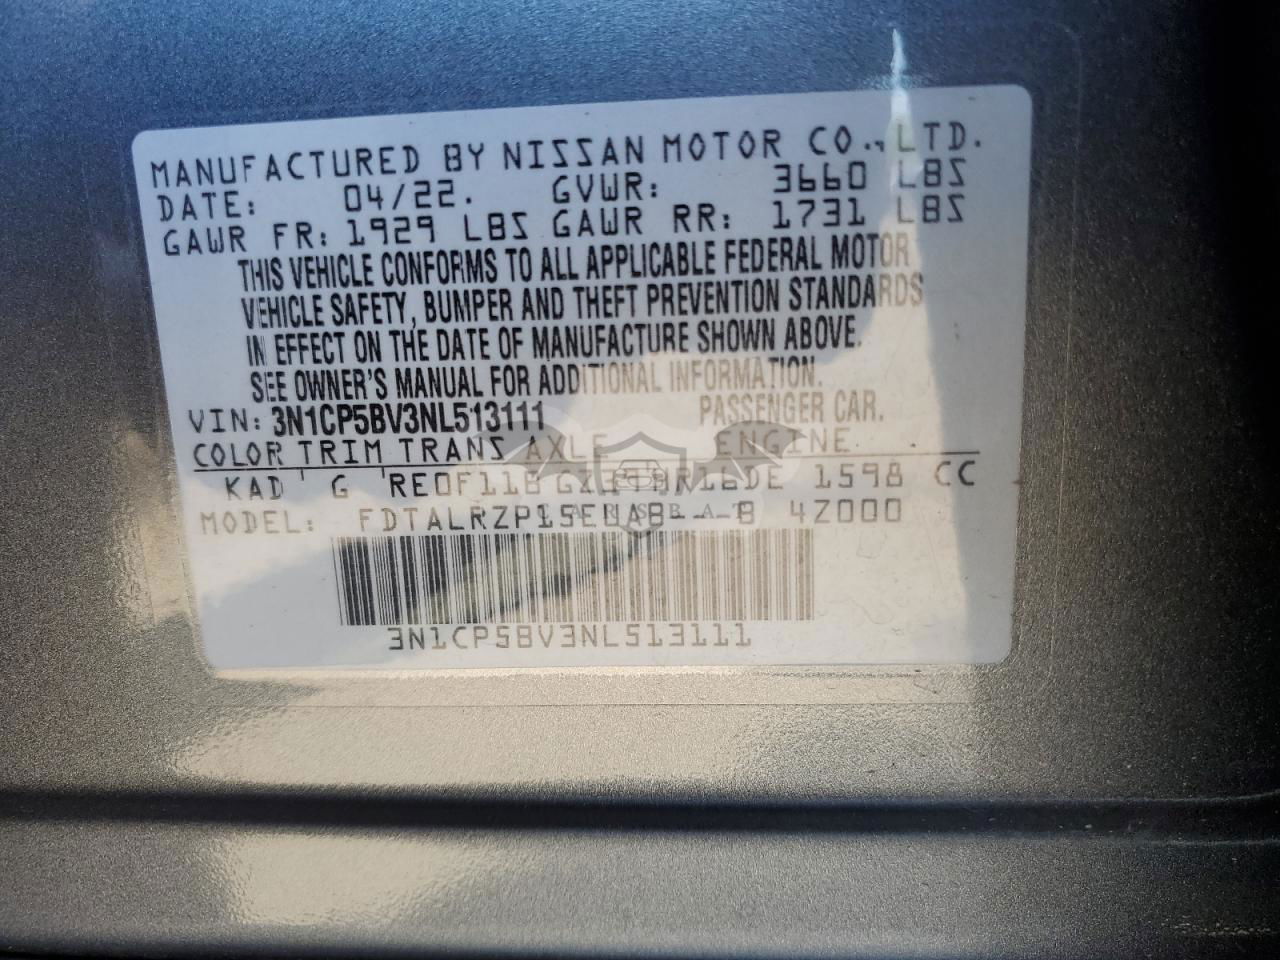 MANUFACTURED BY NISSAN MOTOR CO., LTD.
DATE: 04/22. GVWR: 3660 LBS
GAWR FR: 1929 LBS GAWR RR: 1731 LBS
THIS VEHICLE CONFORMS TO ALL APPLICABLE FEDERAL MOTOR
VEHICLE SAFETY, BUMPER AND THEFT PREVENTION STANDARDS
IN EFFECT ON THE DATE OF MANUFACTURE SHOWN ABOVE.
SEE OWNER'S MANUAL FOR ADDITIONAL INFORMATION.
VIN: 3N1CP5BV3NL513111 PASSENGER CAR.
COLOR TRIM TRANS AXLE ENGINE
KAD G RE0F11B 1598 CC
MODEL: 4Z000
3N1CP5BV3NL513111